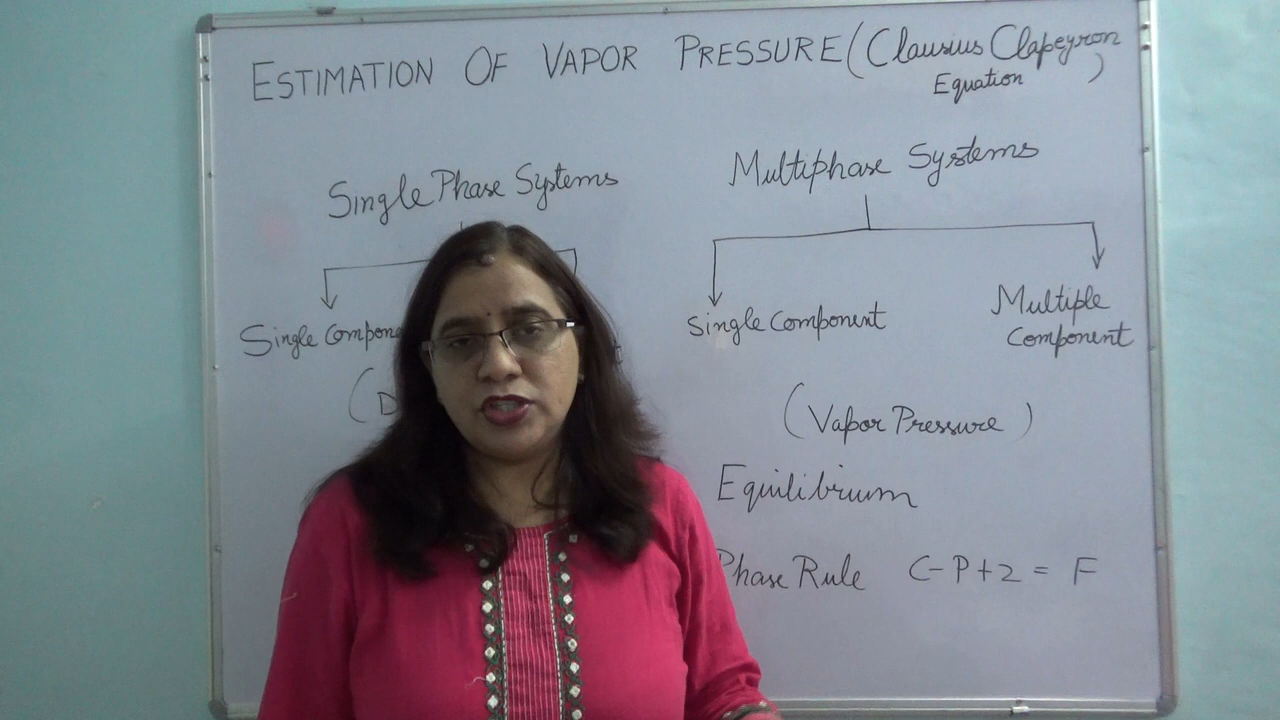 ESTIMATION OF VAPOR PRESSURE (Clausius Clapeyron
Equation )
Single Phase Systems
Multiphase Systems
Single
Single Component
Multiple
Component
(Vapor Pressure)
Equilibrium
Phase Rule C-P+2 = F